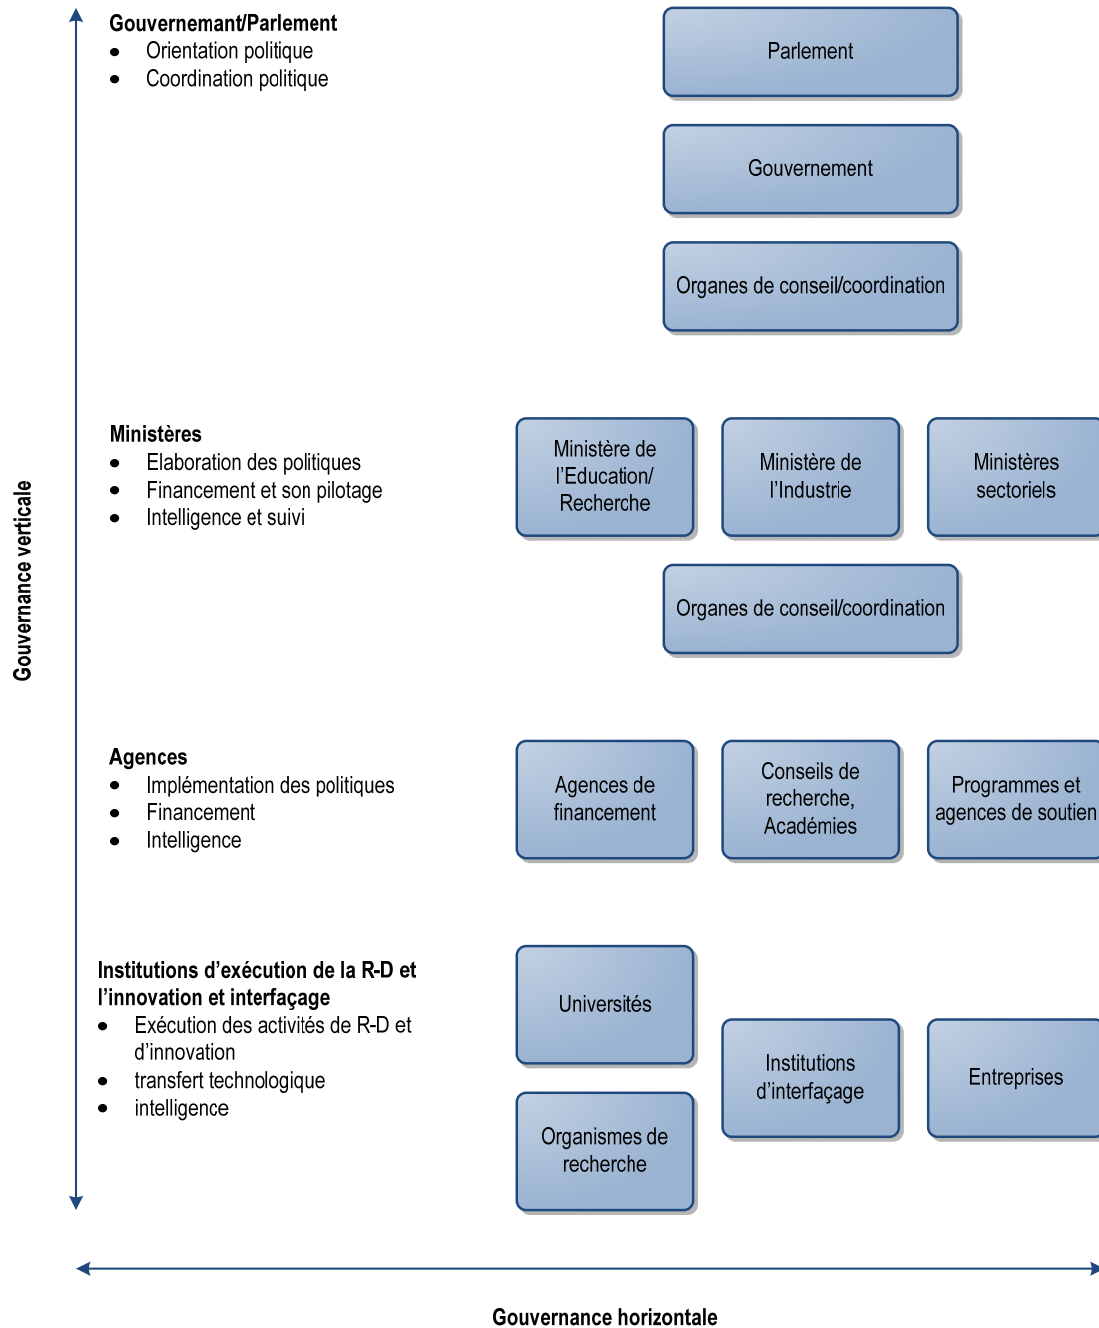 Gouvernemant/Parlement
• Orientation politique
• Coordination politique
Parlement
Gouvernement
Organes de conseil/coordination
Ministères
• Elaboration des politiques
• Financement et son pilotage
• Intelligence et suivi
Ministère de
l'Education/
Recherche
Ministère de
l'Industrie
Ministères
sectoriels
Organes de conseil/coordination
Gouvernance verticale
Agences
• Implémentation des politiques
• Financement
• Intelligence
Agences de
financement
Conseils de
recherche,
Académies
Programmes et
agences de soutien
Institutions d'exécution de la R-D et
l'innovation et interfaçage
• Exécution des activités de R-D et
d'innovation
• transfert technologique
• intelligence
Universités
Organismes de
recherche
Institutions
d'interfaçage
Entreprises
Gouvernance horizontale